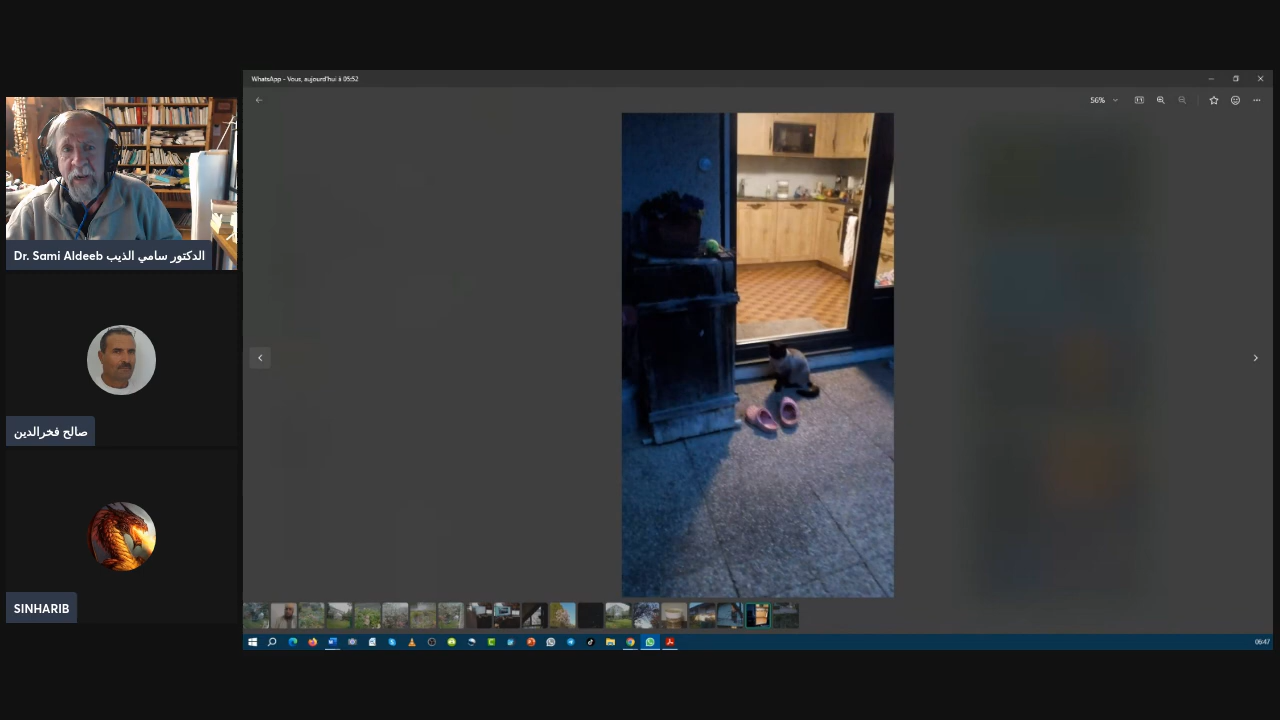 WhatsApp - Vous, aujourd'hui à 05:52
56%
Dr. Sami Aldeeb الدكتور سامي الذيب
صالح فخرالدين
SINHARIB
06:47